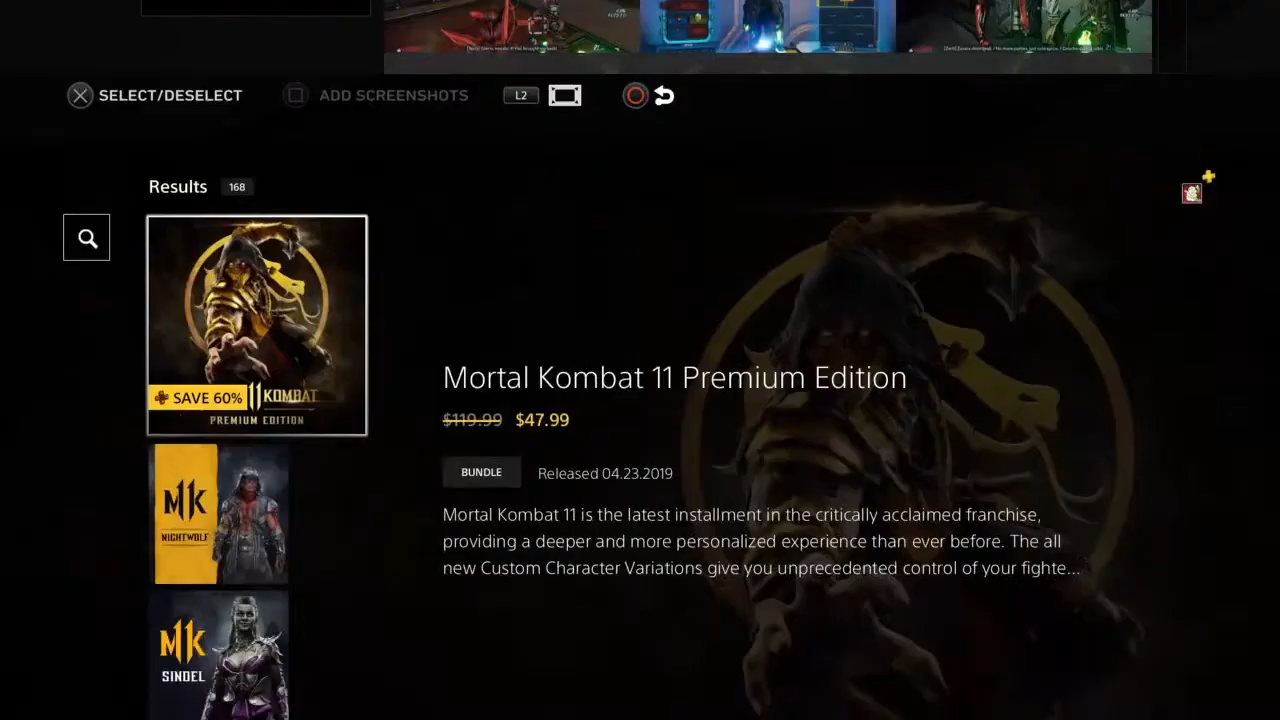 SELECT/DESELECT
ADD SCREENSHOTS
L2
Results
168
SAVE 60%
11 KOMBAT
PREMIUM EDITION
Mortal Kombat 11 Premium Edition
$119.99 $47.99
BUNDLE
Released 04.23.2019
Mortal Kombat 11 is the latest installment in the critically acclaimed franchise,
providing a deeper and more personalized experience than ever before. The all
new Custom Character Variations give you unprecedented control of your fighte...
MK
NIGHTWOLF
MK
SINDEL